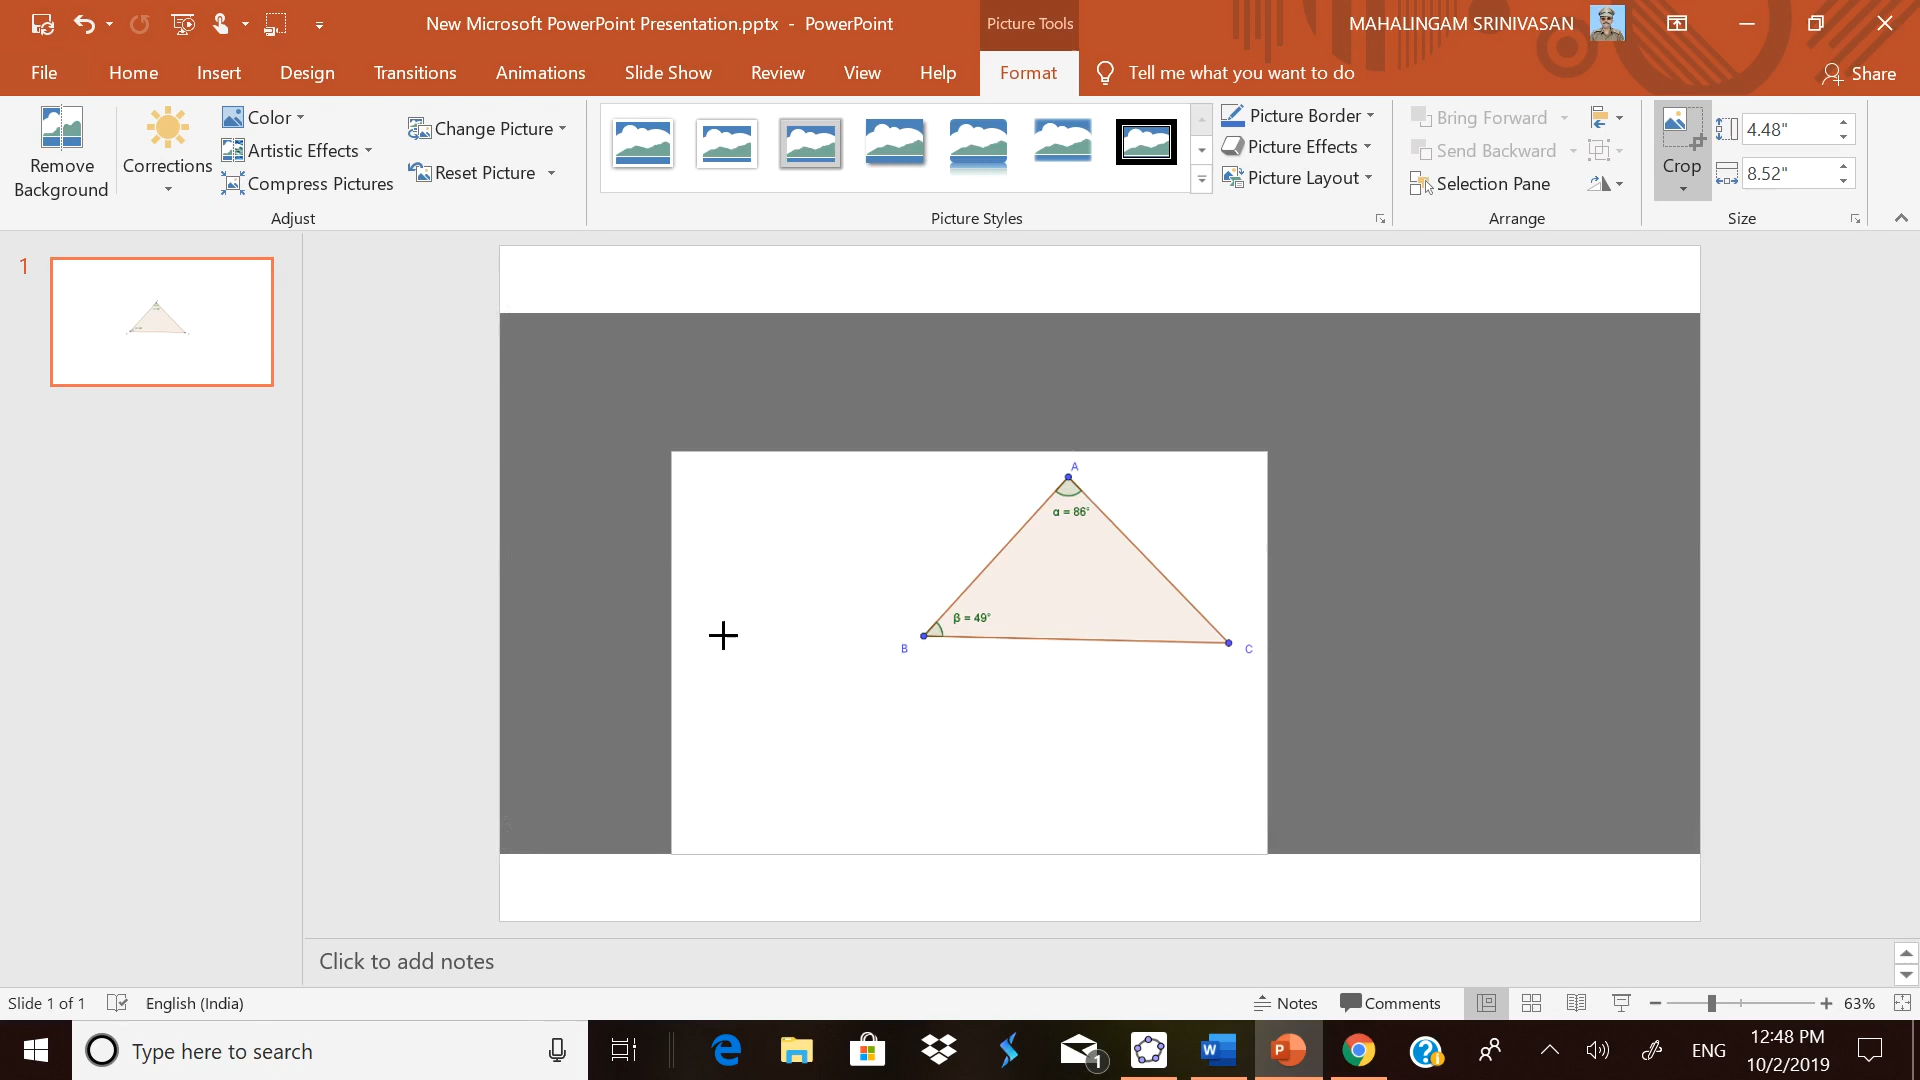 New Microsoft PowerPoint Presentation.pptx - PowerPoint
Picture Tools
MAHALINGAM SRINIVASAN
File Home Insert Design Transitions Animations Slide Show Review View Help Format Tell me what you want to do Share
Remove Background
Corrections
Color
Artistic Effects
Compress Pictures
Change Picture
Reset Picture
Adjust
Picture Styles
Picture Border
Picture Effects
Picture Layout
Bring Forward
Send Backward
Selection Pane
Arrange
Crop
4.48"
8.52"
Size
1
A
α = 86°
β = 49°
B
C
Click to add notes
Slide 1 of 1 English (India) Notes Comments 63%
Type here to search
1
ENG
12:48 PM
10/2/2019